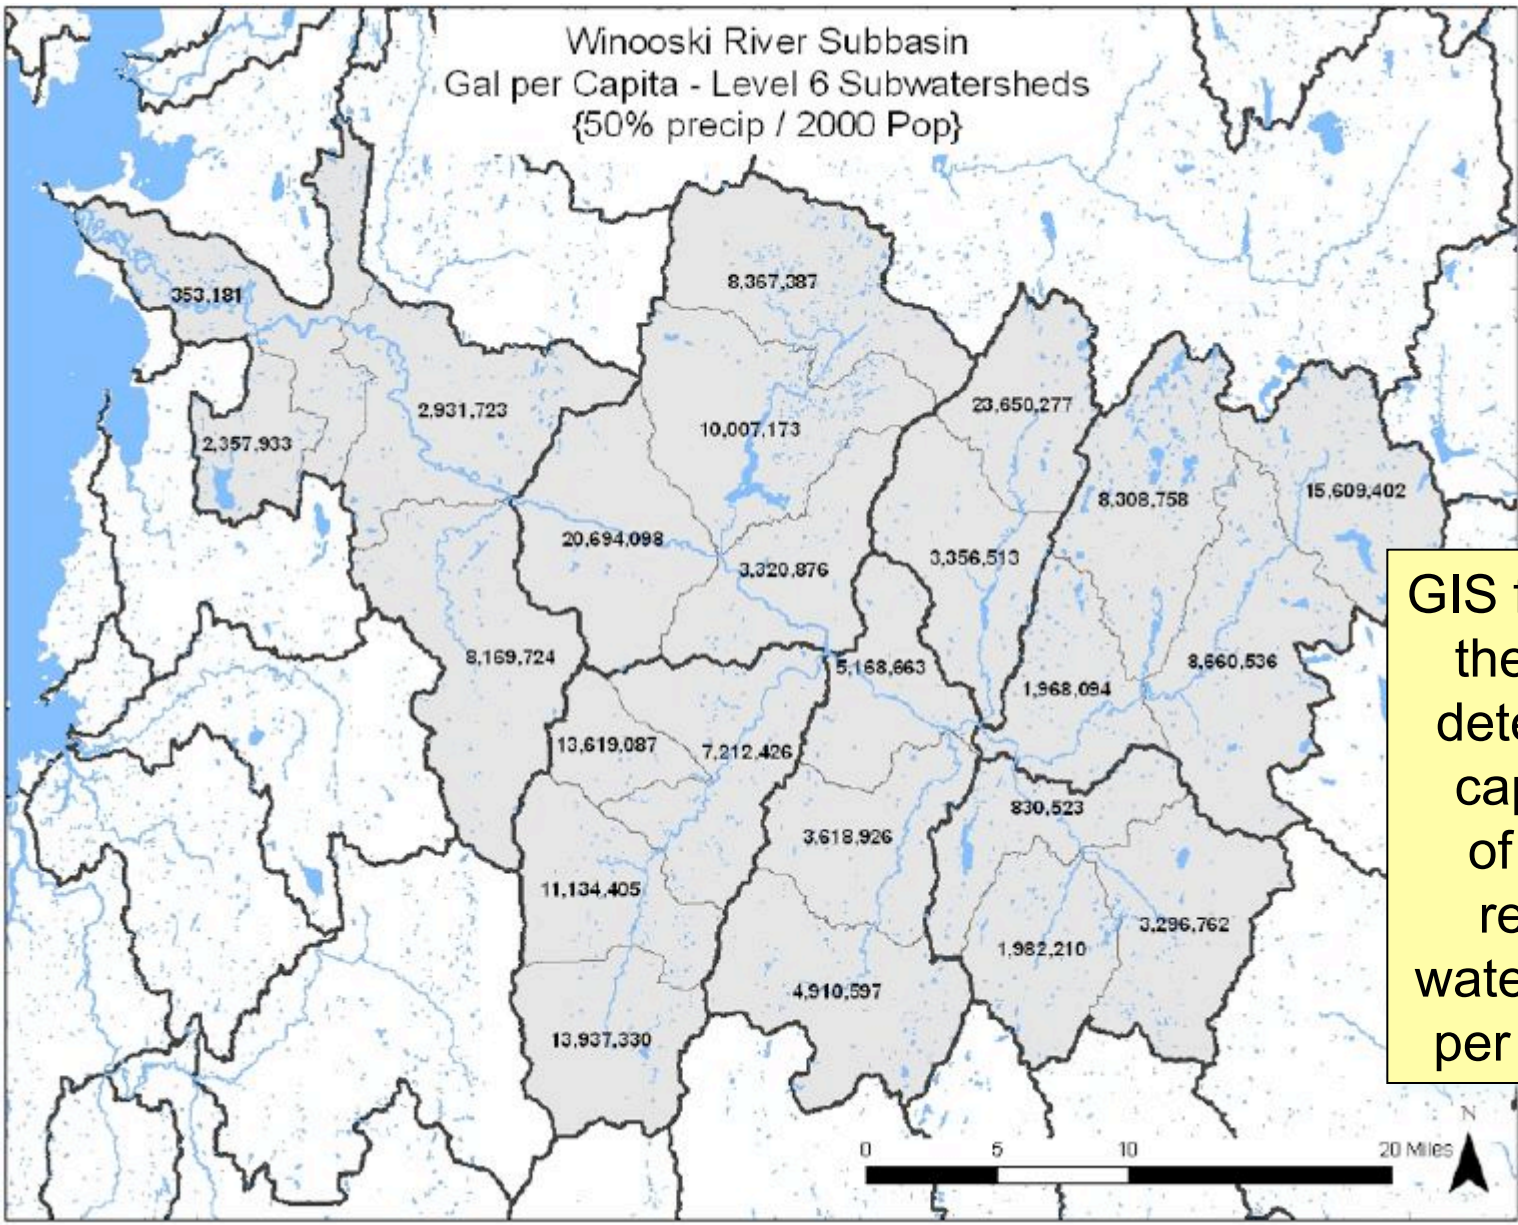 Winooski River Subbasin
Gal per Capita - Level 6 Subwatersheds
{50% precip / 2000 Pop}
8,367,387
353,181
23,650,277
2,931,723
10,007,173
2,357,933
15,609,402
8,308,758
20,694,098
3,356,513
3,320,876
8,169,724
5,168,663
8,660,536
1,968,094
13,619,087
7,212,426
830,523
3,618,926
11,134,405
3,296,762
1,982,210
4,910,597
13,937,330
GIS
the
of
per
N
0 5 10 20 Miles